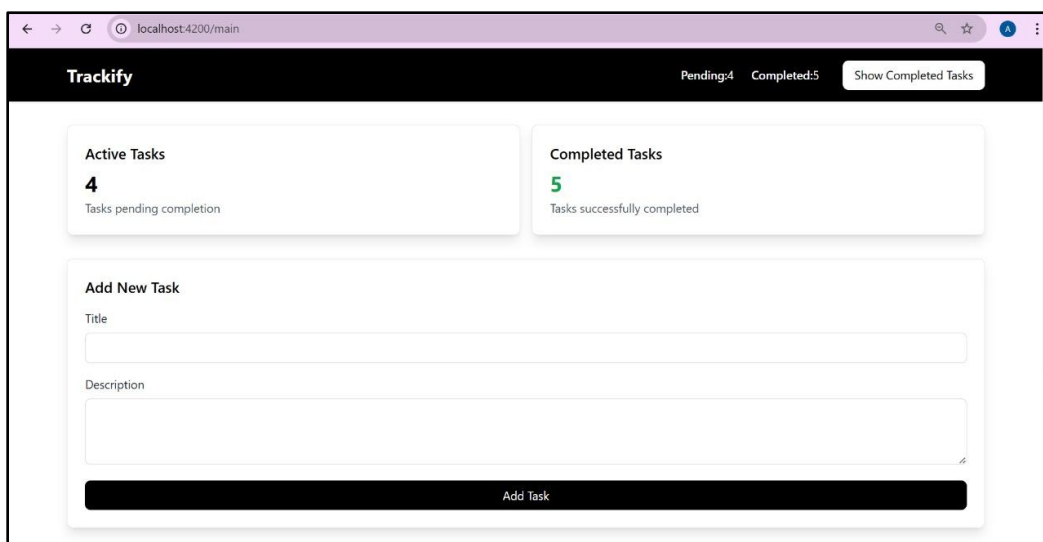 localhost:4200/main
A
Trackify
Pending:4 Completed:5 Show Completed Tasks
Active Tasks
4
Tasks pending completion
Completed Tasks
5
Tasks successfully completed
Add New Task
Title
Description
Add Task